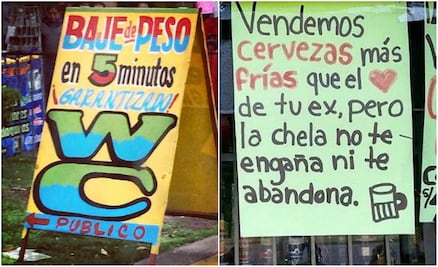 BAJE de PESO
en 5 minutos
¡GARANTIZADO!
WC
PUBLICO
Vendemos
cervezas más
frías que el
de tu ex, pero
la chela no te
engaña ni te
abandona.